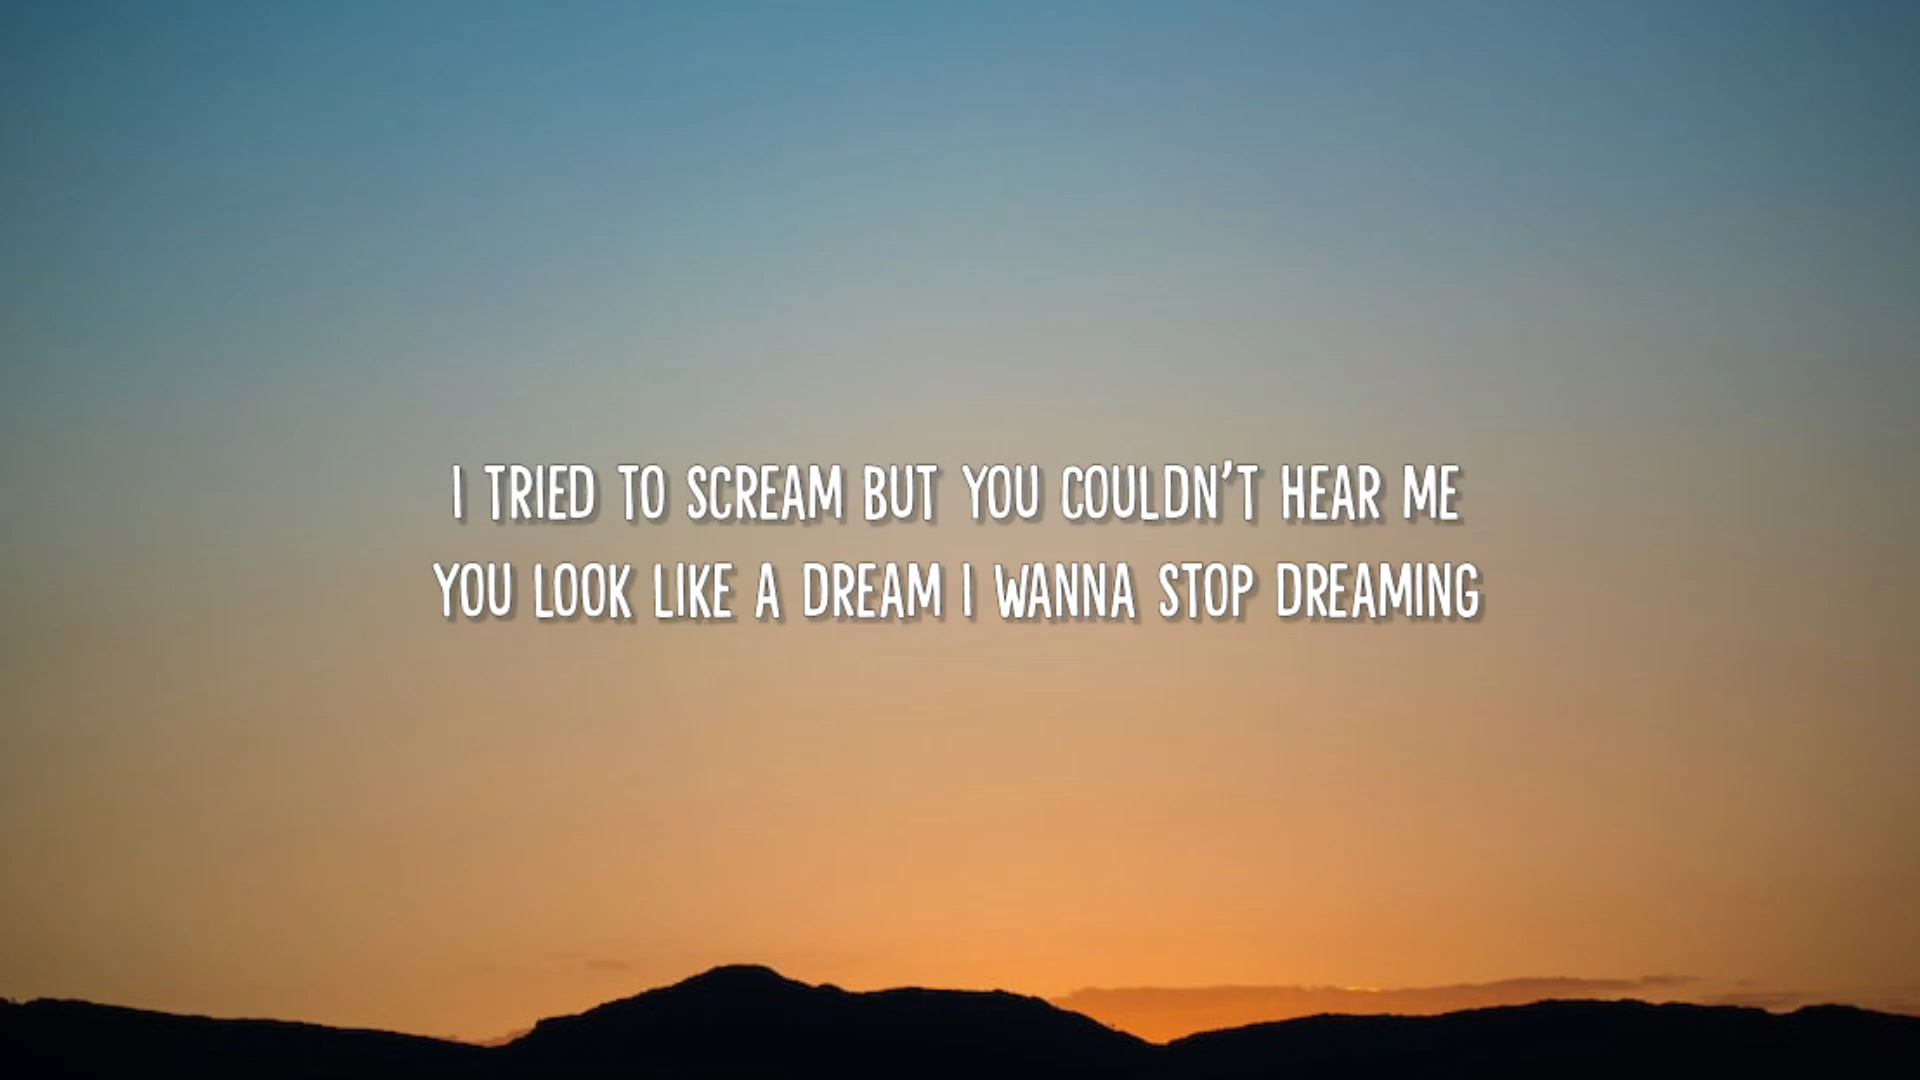 I TRIED TO SCREAM BUT YOU COULDN'T HEAR ME
YOU LOOK LIKE A DREAM I WANNA STOP DREAMING